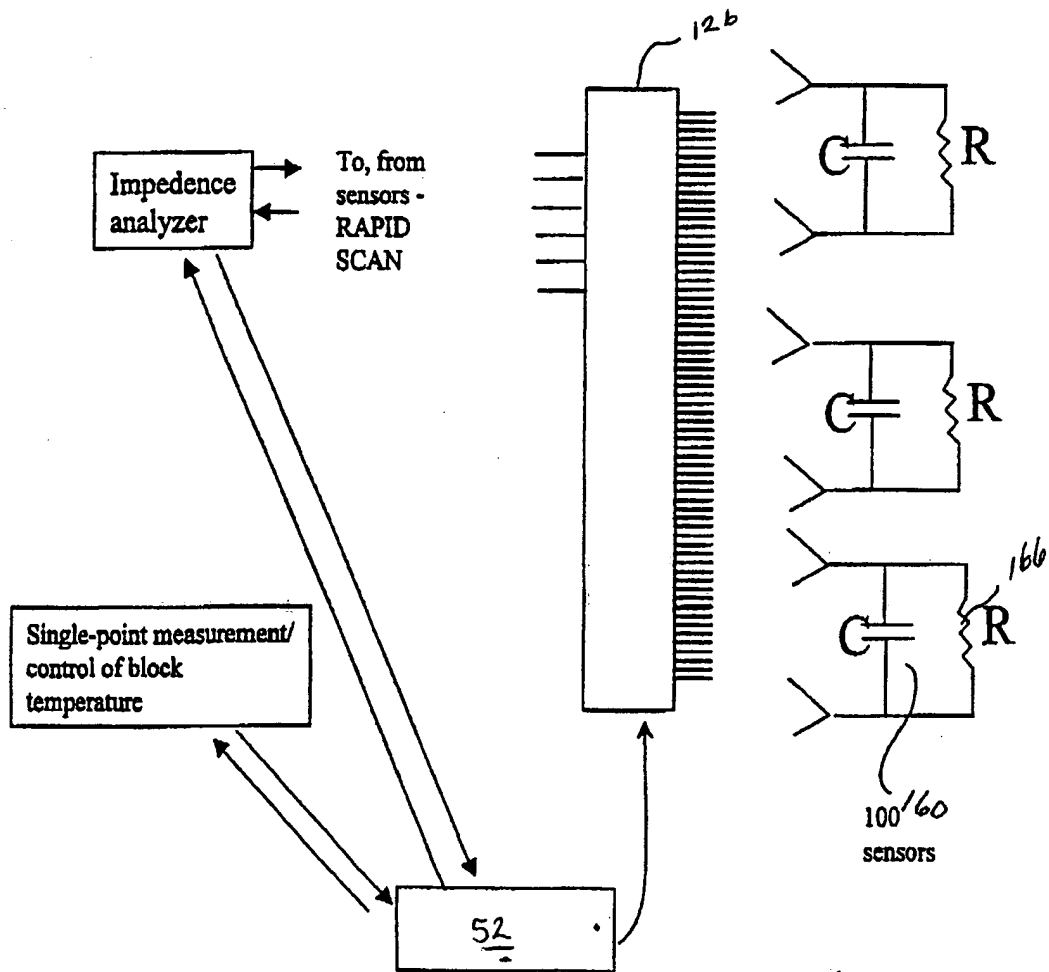 126
Impedence
analyzer
To, from
sensors -
RAPID
SCAN
C
R
C
R
Single-point measurement/
control of block
temperature
C
R
166
100
160
sensors
52